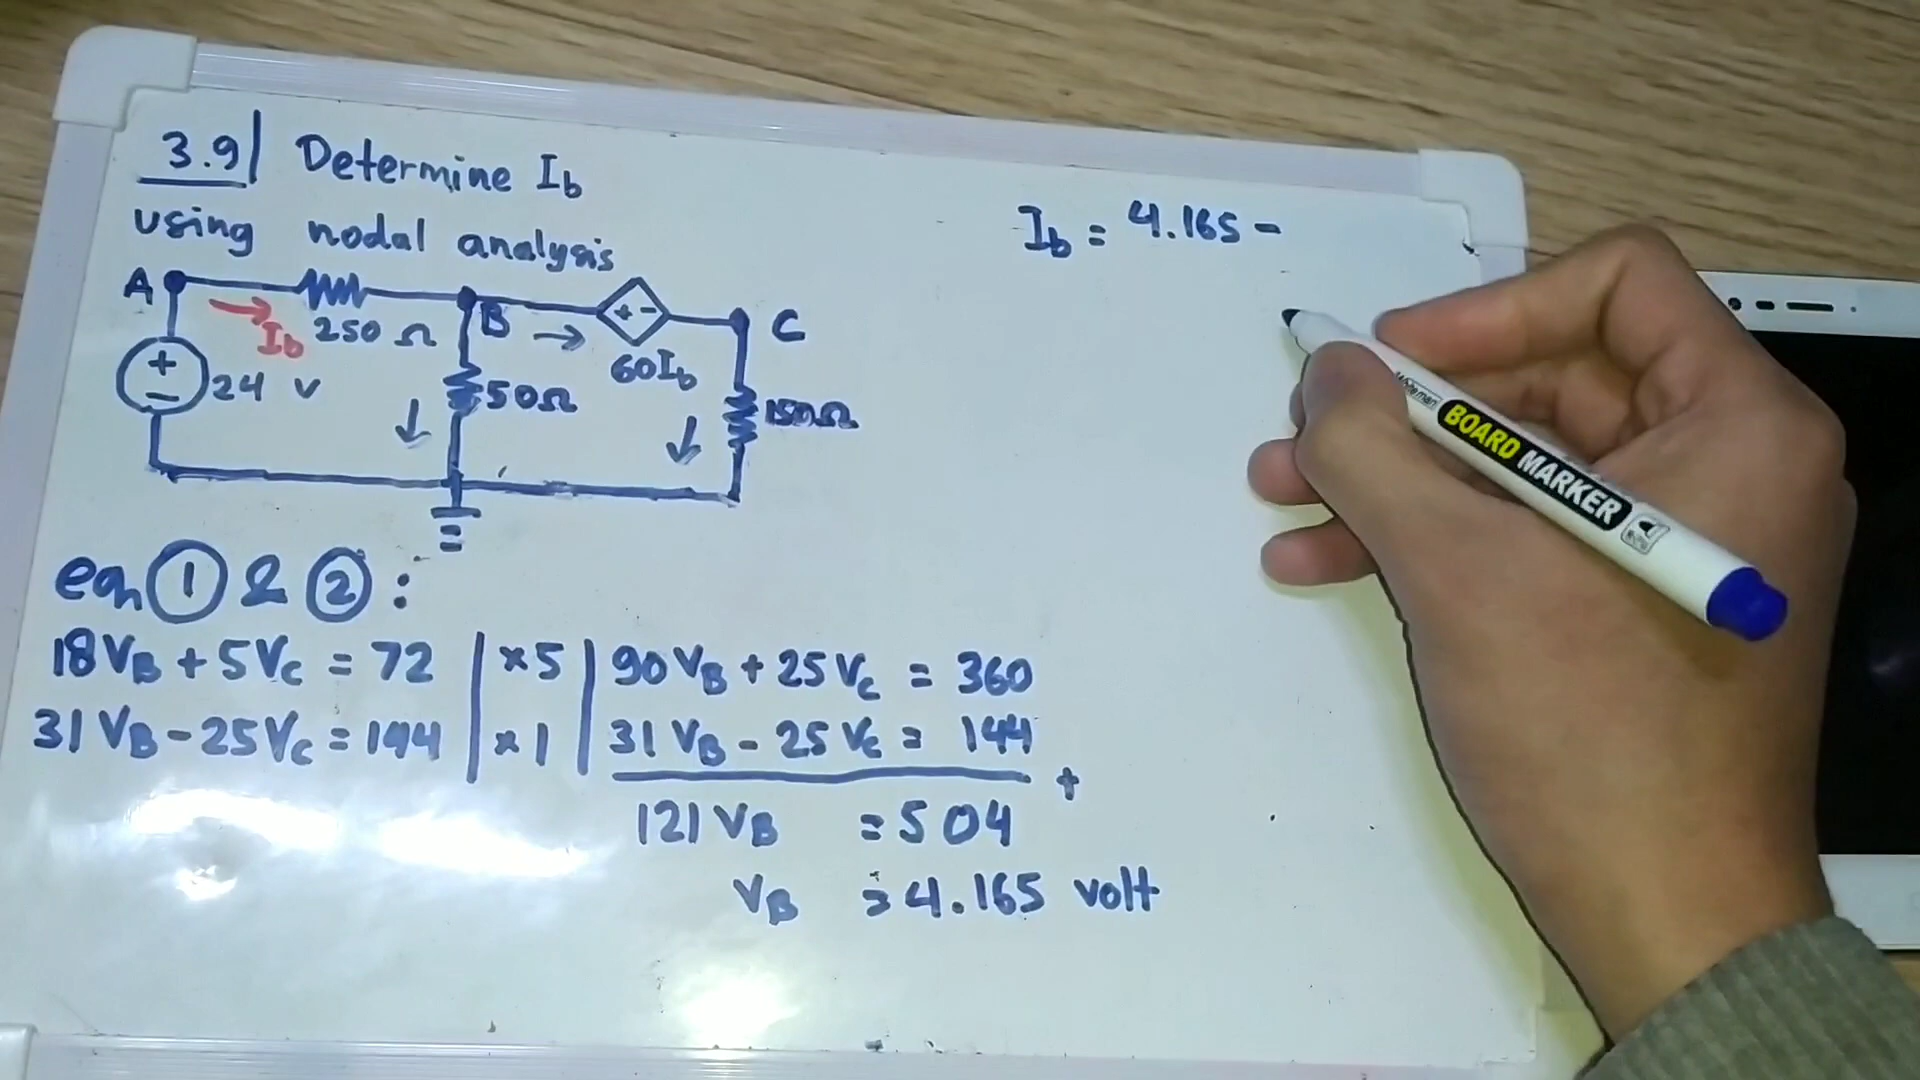 3.9| Determine Ib
using nodal analysis
A
Ib
250 Ω
B
C
+ -
60Ib
+
-
24 V
50Ω
150Ω
eqn ① & ② :
18VB + 5Vc = 72 | ×5 | 90VB + 25Vc = 360
31VB - 25Vc = 144 | ×1 | 31VB - 25Vc = 144
+
121VB = 504
VB = 4.165 volt
Ib = 4.165 -
Whiteman
BOARD MARKER